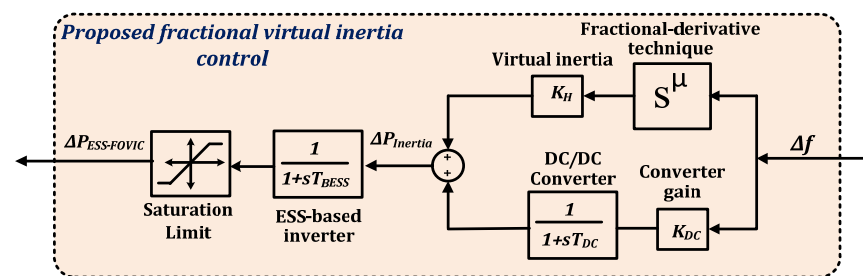 Proposed fractional virtual inertia
control
Fractional-derivative
technique
Virtual inertia
K_H
S^μ
ΔP_ESS-FOVIC
1
1+sT_BESS
ΔP_Inertia
+
+
Δf
DC/DC
Converter
1
1+sT_DC
Converter
gain
K_DC
Saturation
Limit
ESS-based
inverter